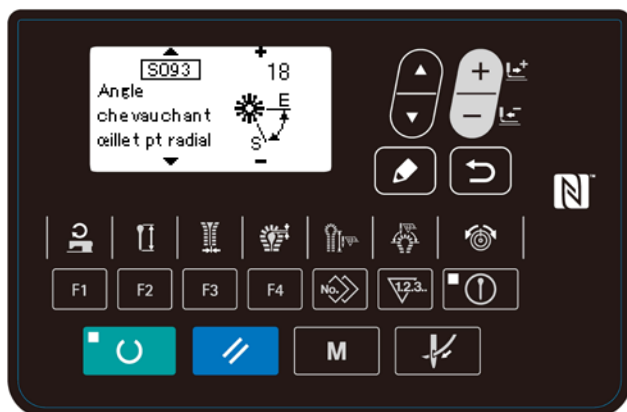 S093
+
18
Angle
chevauchant
œillet pt radial
E
S
-
+
-
F1
F2
F3
F4
No.
1.2.3..
M
N